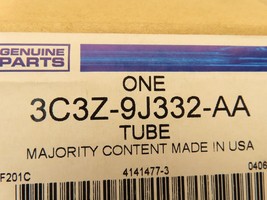 GENUINE
PARTS
ONE
3C3Z-9J332-AA
TUBE
MAJORITY CONTENT MADE IN USA
F201C 4141477-3 0406